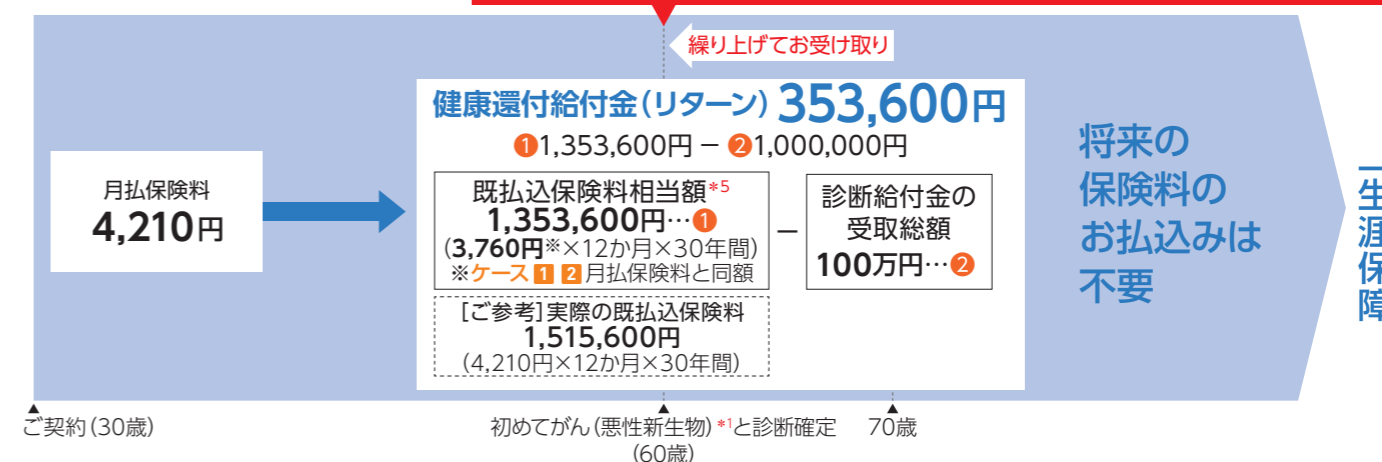 繰り上げてお受け取り
健康還付給付金(リターン) 353,600円
❶1,353,600円 − ❷1,000,000円
月払保険料
4,210円
既払込保険料相当額*5
1,353,600円…❶
(3,760円※×12か月×30年間)
※ケース 1 2 月払保険料と同額
−
診断給付金の
受取総額
100万円…❷
[ご参考]実際の既払込保険料
1,515,600円
(4,210円×12か月×30年間)
将来の
保険料の
お払込みは
不要
一生涯保障
ご契約(30歳)
初めてがん(悪性新生物)*1と診断確定
(60歳)
70歳